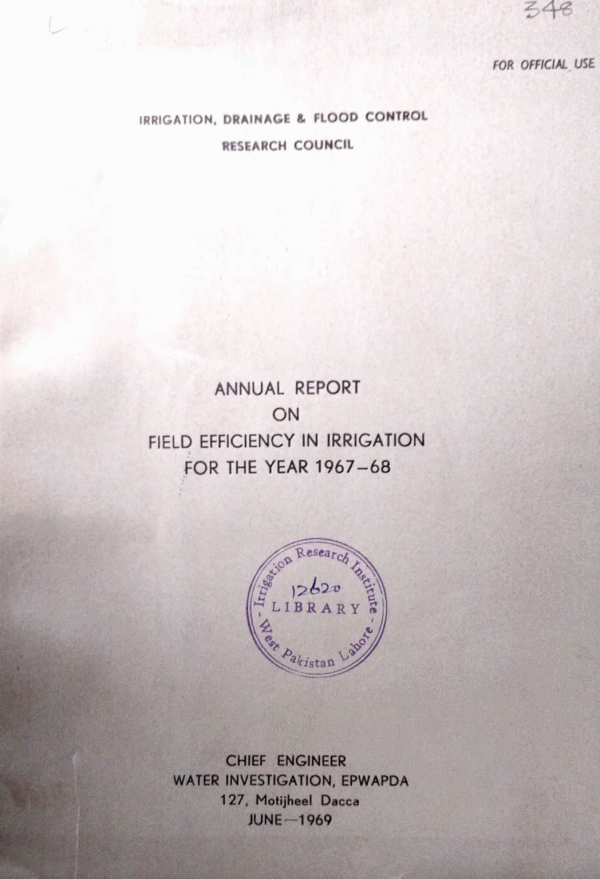 348
FOR OFFICIAL USE
IRRIGATION, DRAINAGE & FLOOD CONTROL
RESEARCH COUNCIL
ANNUAL REPORT
ON
FIELD EFFICIENCY IN IRRIGATION
FOR THE YEAR 1967–68
Irrigation Research Institute
12620
LIBRARY
- West Pakistan Lahore -
CHIEF ENGINEER
WATER INVESTIGATION, EPWAPDA
127, Motijheel Dacca
JUNE—1969